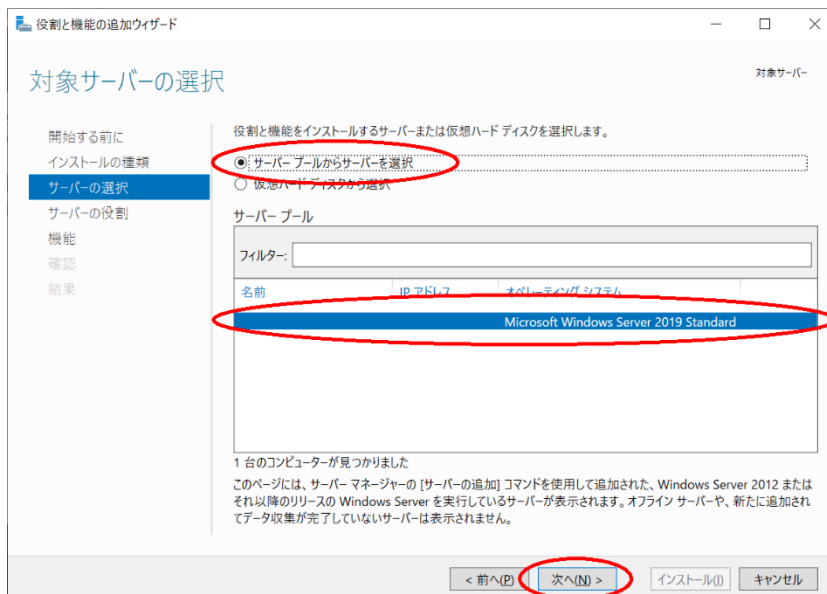 役割と機能の追加ウィザード
対象サーバーの選択
対象サーバー
開始する前に
インストールの種類
サーバーの選択
サーバーの役割
機能
確認
結果
役割と機能をインストールするサーバーまたは仮想ハード ディスクを選択します。
サーバー プールからサーバーを選択
仮想ハード ディスクから選択
サーバー プール
フィルター:
名前 IP アドレス オペレーティング システム
Microsoft Windows Server 2019 Standard
1 台のコンピューターが見つかりました
このページには、サーバー マネージャーの [サーバーの追加] コマンドを使用して追加された、Windows Server 2012 または
それ以降のリリースの Windows Server を実行しているサーバーが表示されます。オフライン サーバーや、新たに追加され
てデータ収集が完了していないサーバーは表示されません。
< 前へ(P) 次へ(N) > インストール(I) キャンセル